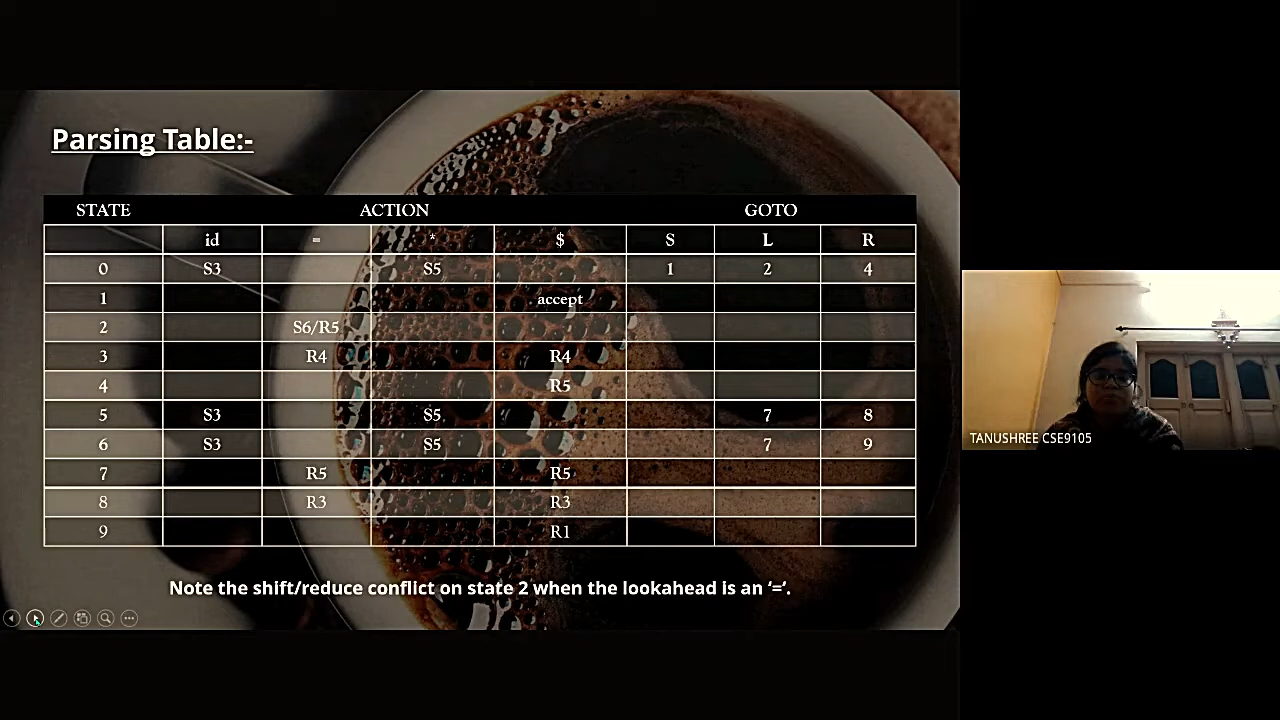 Parsing Table:-
STATE ACTION GOTO
id = * $ S L R
0 S3 S5 1 2 4
1 accept
2 S6/R5
3 R4 R4
4 R5
5 S3 S5 7 8
6 S3 S5 7 9
7 R5 R5
8 R3 R3
9 R1
Note the shift/reduce conflict on state 2 when the lookahead is an ‘=’.
TANUSHREE CSE9105